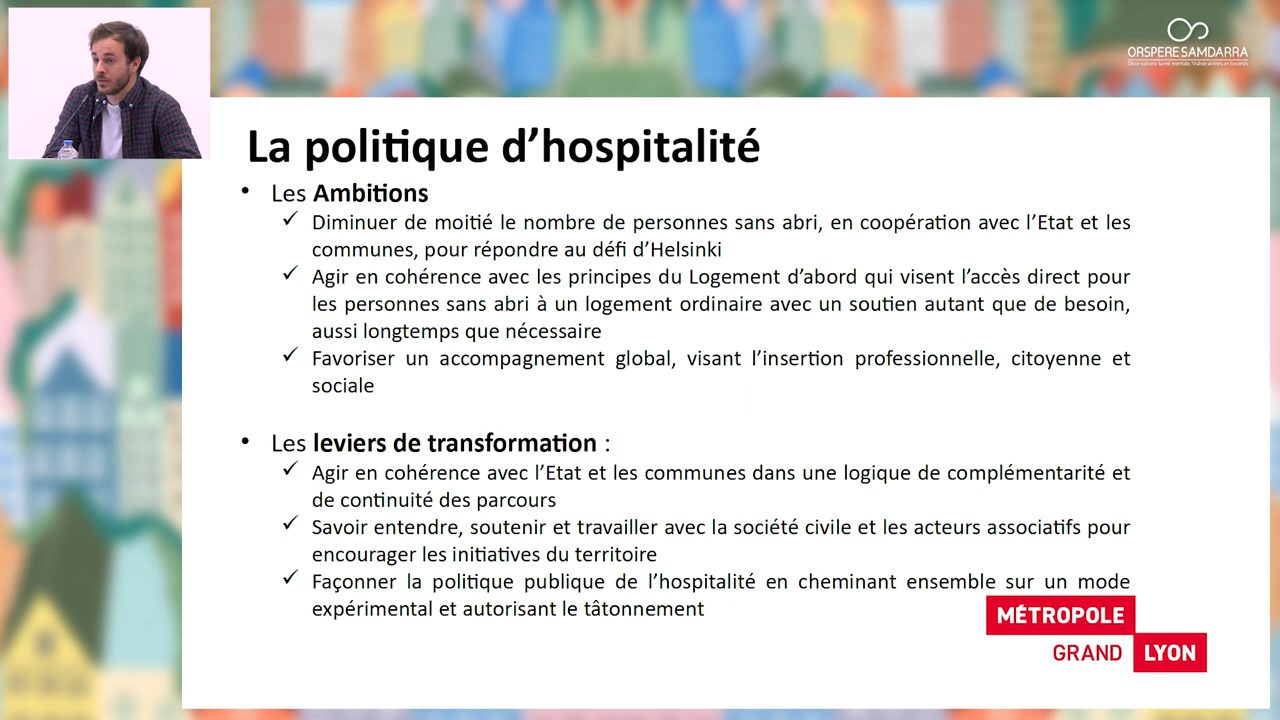 ORSPERE SAMDARRA
Observatoire Santé mentale, Vulnérabilités et Sociétés
La politique d’hospitalité
• Les Ambitions
✓ Diminuer de moitié le nombre de personnes sans abri, en coopération avec l’Etat et les
communes, pour répondre au défi d’Helsinki
✓ Agir en cohérence avec les principes du Logement d’abord qui visent l’accès direct pour
les personnes sans abri à un logement ordinaire avec un soutien autant que de besoin,
aussi longtemps que nécessaire
✓ Favoriser un accompagnement global, visant l’insertion professionnelle, citoyenne et
sociale
• Les leviers de transformation :
✓ Agir en cohérence avec l’Etat et les communes dans une logique de complémentarité et
de continuité des parcours
✓ Savoir entendre, soutenir et travailler avec la société civile et les acteurs associatifs pour
encourager les initiatives du territoire
✓ Façonner la politique publique de l’hospitalité en cheminant ensemble sur un mode
expérimental et autorisant le tâtonnement
MÉTROPOLE
GRAND LYON